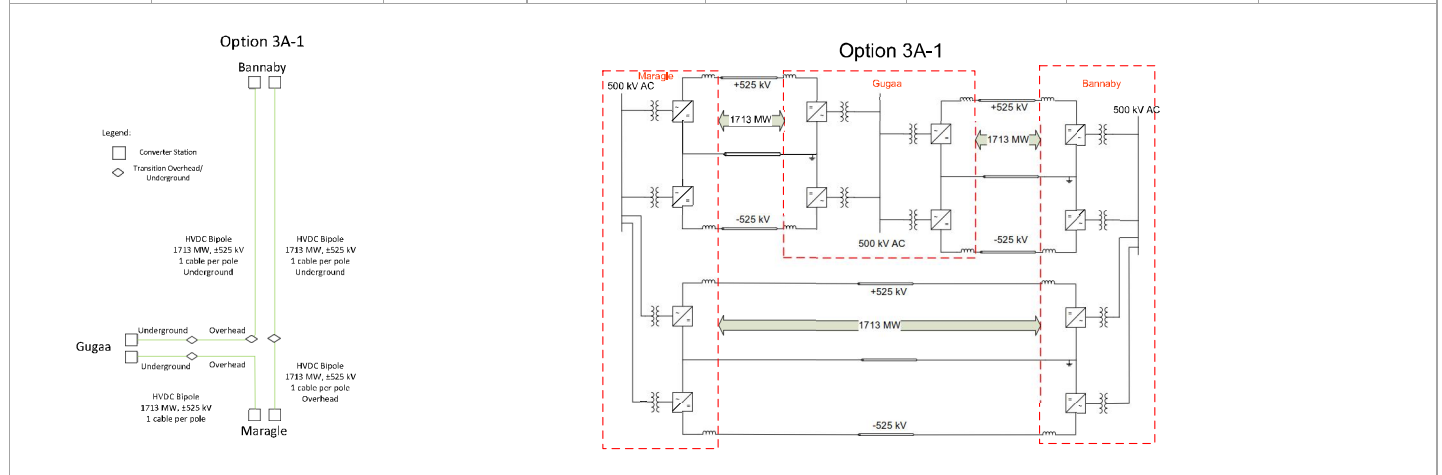 Option 3A-1
Bannaby
Legend:
Converter Station
Transition Overhead/
Underground
HVDC Bipole
1713 MW, ±525 kV
1 cable per pole
Underground
HVDC Bipole
1713 MW, ±525 kV
1 cable per pole
Underground
Underground
Overhead
Gugaa
Underground
Overhead
HVDC Bipole
1713 MW, ±525 kV
1 cable per pole
Overhead
HVDC Bipole
1713 MW, ±525 kV
1 cable per pole
Maragle
Option 3A-1
Maragle
500 kV AC
+525 kV
Gugaa
Bannaby
+525 kV
500 kV AC
1713 MW
1713 MW
-525 kV
500 kV AC
-525 kV
+525 kV
1713 MW
-525 kV